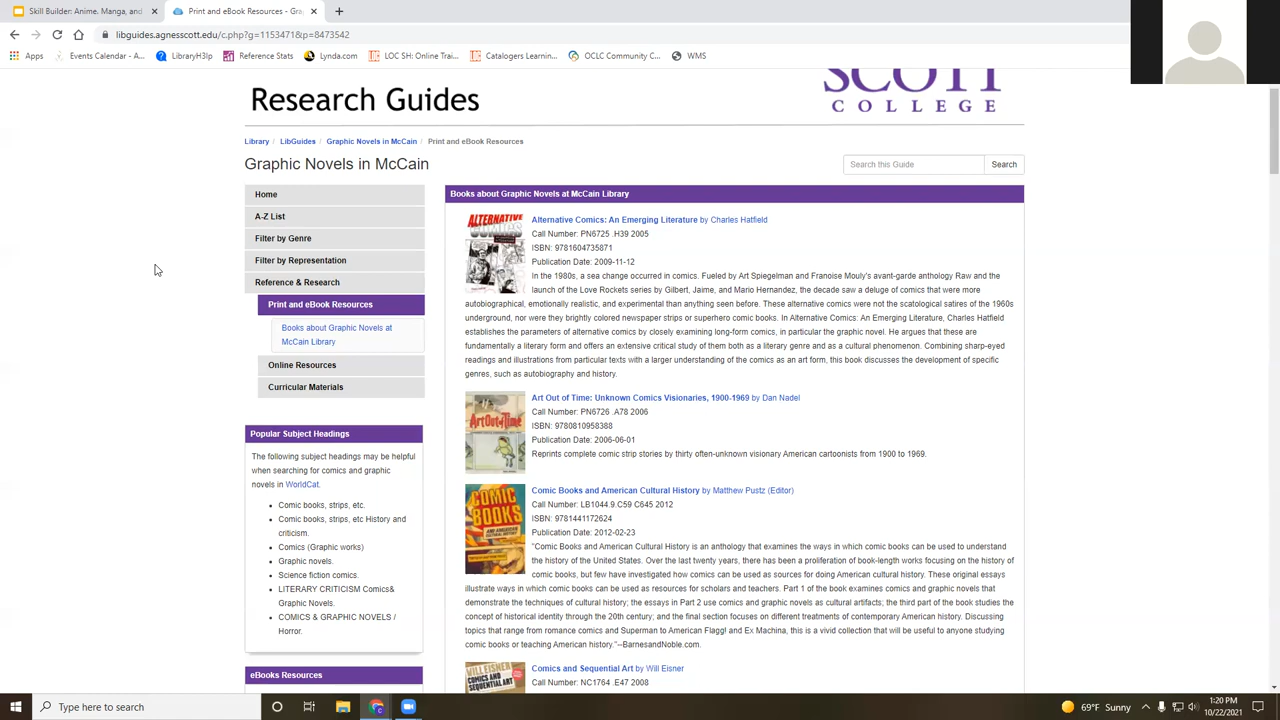 Skill Builder: Anime, Manga, and
Print and eBook Resources - Gra
libguides.agnesscott.edu/c.php?g=1153471&p=8473542
Apps
Events Calendar - A...
LibraryH3lp
Reference Stats
Lynda.com
LOC SH: Online Trai...
Catalogers Learnin...
OCLC Community C...
WMS
Research Guides
SCOTT
COLLEGE
Library / LibGuides / Graphic Novels in McCain / Print and eBook Resources
Graphic Novels in McCain
Search this Guide
Search
Home
A-Z List
Filter by Genre
Filter by Representation
Reference & Research
Print and eBook Resources
Books about Graphic Novels at
McCain Library
Online Resources
Curricular Materials
Popular Subject Headings
The following subject headings may be helpful
when searching for comics and graphic
novels in WorldCat.
Comic books, strips, etc.
Comic books, strips, etc History and
criticism.
Comics (Graphic works)
Graphic novels.
Science fiction comics.
LITERARY CRITICISM Comics&
Graphic Novels.
COMICS & GRAPHIC NOVELS /
Horror.
eBooks Resources
Books about Graphic Novels at McCain Library
ALTERNATIVE
COMICS
Alternative Comics: An Emerging Literature by Charles Hatfield
Call Number: PN6725 .H39 2005
ISBN: 9781604735871
Publication Date: 2009-11-12
In the 1980s, a sea change occurred in comics. Fueled by Art Spiegelman and Franoise Mouly's avant-garde anthology Raw and the
launch of the Love Rockets series by Gilbert, Jaime, and Mario Hernandez, the decade saw a deluge of comics that were more
autobiographical, emotionally realistic, and experimental than anything seen before. These alternative comics were not the scatological satires of the 1960s
underground, nor were they brightly colored newspaper strips or superhero comic books. In Alternative Comics: An Emerging Literature, Charles Hatfield
establishes the parameters of alternative comics by closely examining long-form comics, in particular the graphic novel. He argues that these are
fundamentally a literary form and offers an extensive critical study of them both as a literary genre and as a cultural phenomenon. Combining sharp-eyed
readings and illustrations from particular texts with a larger understanding of the comics as an art form, this book discusses the development of specific
genres, such as autobiography and history.
Art Out of Time
Art Out of Time: Unknown Comics Visionaries, 1900-1969 by Dan Nadel
Call Number: PN6726 .A78 2006
ISBN: 9780810958388
Publication Date: 2006-06-01
Reprints complete comic strip stories by thirty often-unknown visionary American cartoonists from 1900 to 1969.
COMIC
BOOKS
Comic Books and American Cultural History by Matthew Pustz (Editor)
Call Number: LB1044.9.C59 C645 2012
ISBN: 9781441172624
Publication Date: 2012-02-23
"Comic Books and American Cultural History is an anthology that examines the ways in which comic books can be used to understand
the history of the United States. Over the last twenty years, there has been a proliferation of book-length works focusing on the history of
comic books, but few have investigated how comics can be used as sources for doing American cultural history. These original essays
illustrate ways in which comic books can be used as resources for scholars and teachers. Part 1 of the book examines comics and graphic novels that
demonstrate the techniques of cultural history; the essays in Part 2 use comics and graphic novels as cultural artifacts; the third part of the book studies the
concept of historical identity through the 20th century; and the final section focuses on different treatments of contemporary American history. Discussing
topics that range from romance comics and Superman to American Flagg! and Ex Machina, this is a vivid collection that will be useful to anyone studying
comic books or teaching American history."--BarnesandNoble.com.
WILL EISNER
COMICS AND
SEQUENTIAL ART
Comics and Sequential Art by Will Eisner
Call Number: NC1764 .E47 2008
Type here to search
69°F Sunny
1:20 PM
10/22/2021